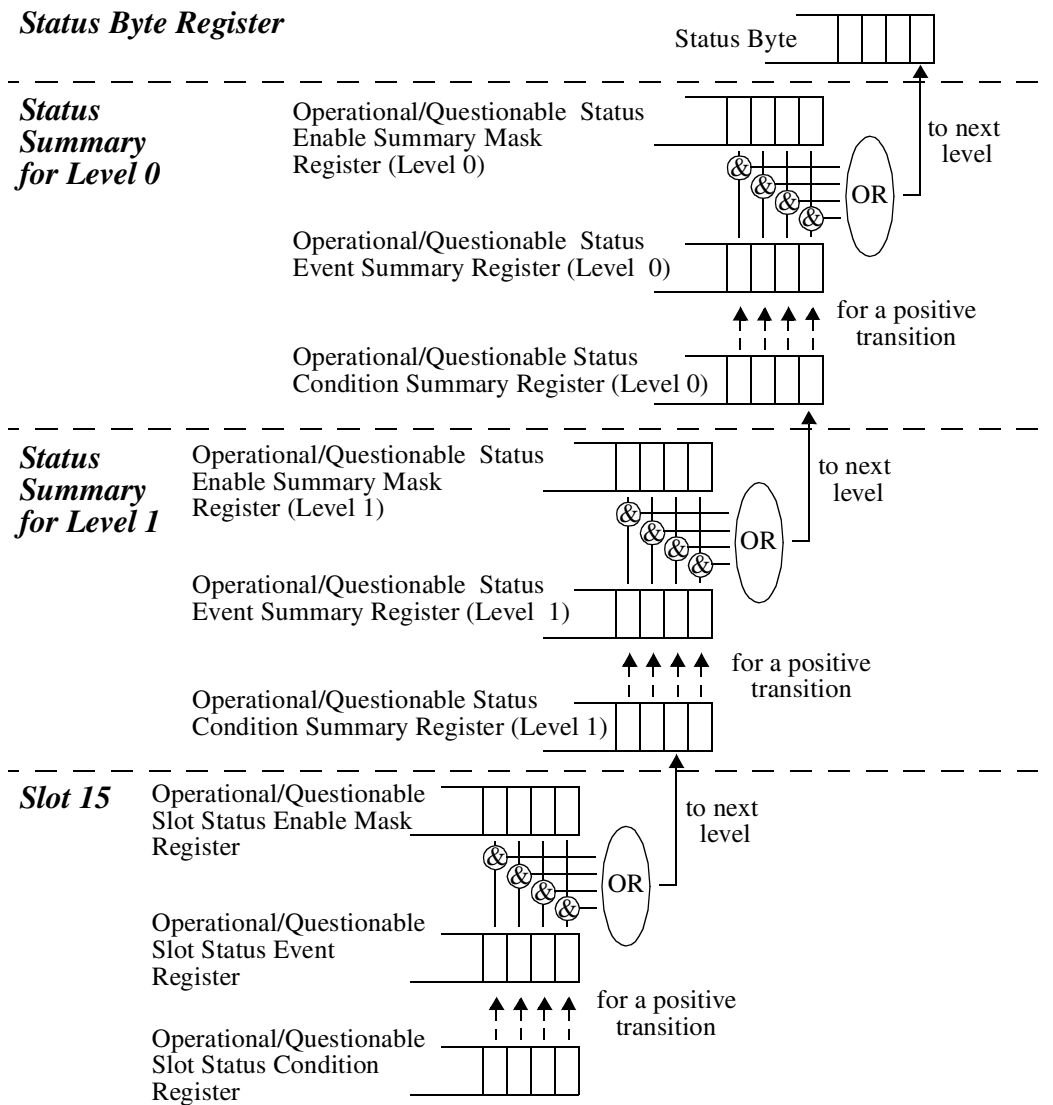 Status Byte Register
Status Byte
Status
Summary
for Level 0
Operational/Questionable Status
Enable Summary Mask
Register (Level 0)
to next
level
&
&
&
&
OR
Operational/Questionable Status
Event Summary Register (Level 0)
for a positive
transition
Operational/Questionable Status
Condition Summary Register (Level 0)
Status
Summary
for Level 1
Operational/Questionable Status
Enable Summary Mask
Register (Level 1)
to next
level
&
&
&
&
OR
Operational/Questionable Status
Event Summary Register (Level 1)
for a positive
transition
Operational/Questionable Status
Condition Summary Register (Level 1)
Slot 15
Operational/Questionable
Slot Status Enable Mask
Register
to next
level
&
&
&
&
OR
Operational/Questionable
Slot Status Event
Register
for a positive
transition
Operational/Questionable
Slot Status Condition
Register